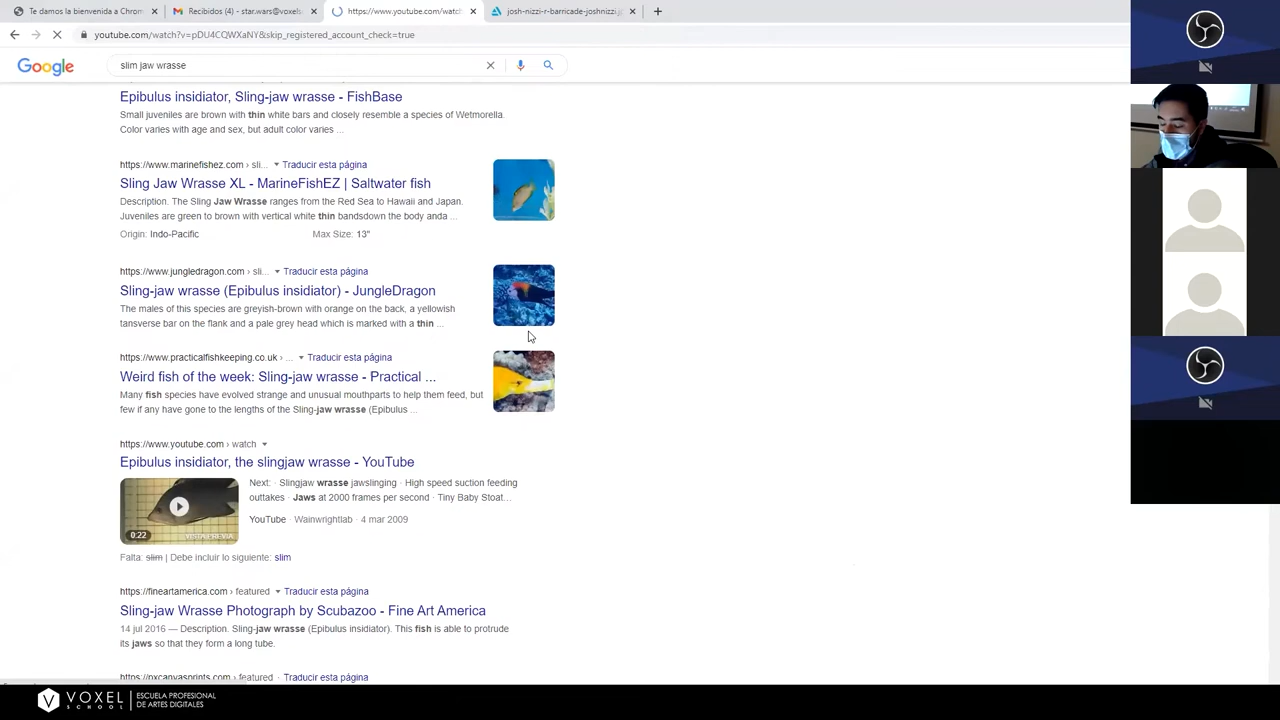 Te damos la bienvenida a Chrom
Recibidos (4) - star.wars@voxels
https://www.youtube.com/watc
josh-nizzi-r-barricade-joshnizzi.j
youtube.com/watch?v=pDU4CQWXaNY&skip_registered_account_check=true
Google
slim jaw wrasse
Epibulus insidiator, Sling-jaw wrasse - FishBase
Small juveniles are brown with thin white bars and closely resemble a species of Wetmorella.
Color varies with age and sex, but adult color varies ...
https://www.marinefishez.com › sli... Traducir esta página
Sling Jaw Wrasse XL - MarineFishEZ | Saltwater fish
Description. The Sling Jaw Wrasse ranges from the Red Sea to Hawaii and Japan.
Juveniles are green to brown with vertical white thin bandsdown the body anda ...
Origin: Indo-Pacific Max Size: 13"
https://www.jungledragon.com › sli... Traducir esta página
Sling-jaw wrasse (Epibulus insidiator) - JungleDragon
The males of this species are greyish-brown with orange on the back, a yellowish
tansverse bar on the flank and a pale grey head which is marked with a thin ...
https://www.practicalfishkeeping.co.uk › ... Traducir esta página
Weird fish of the week: Sling-jaw wrasse - Practical ...
Many fish species have evolved strange and unusual mouthparts to help them feed, but
few if any have gone to the lengths of the Sling-jaw wrasse (Epibulus ...
https://www.youtube.com › watch
Epibulus insidiator, the slingjaw wrasse - YouTube
Next: · Slingjaw wrasse jawslinging · High speed suction feeding
outtakes · Jaws at 2000 frames per second · Tiny Baby Stoat...
0:22
VISTA PREVIA
YouTube · Wainwrightlab · 4 mar 2009
Falta: slim | Debe incluir lo siguiente: slim
https://fineartamerica.com › featured Traducir esta página
Sling-jaw Wrasse Photograph by Scubazoo - Fine Art America
14 jul 2016 — Description. Sling-jaw wrasse (Epibulus insidiator). This fish is able to protrude
its jaws so that they form a long tube.
https://pxcanvasprints.com › featured Traducir esta página
VOXEL
SCHOOL
ESCUELA PROFESIONAL
DE ARTES DIGITALES